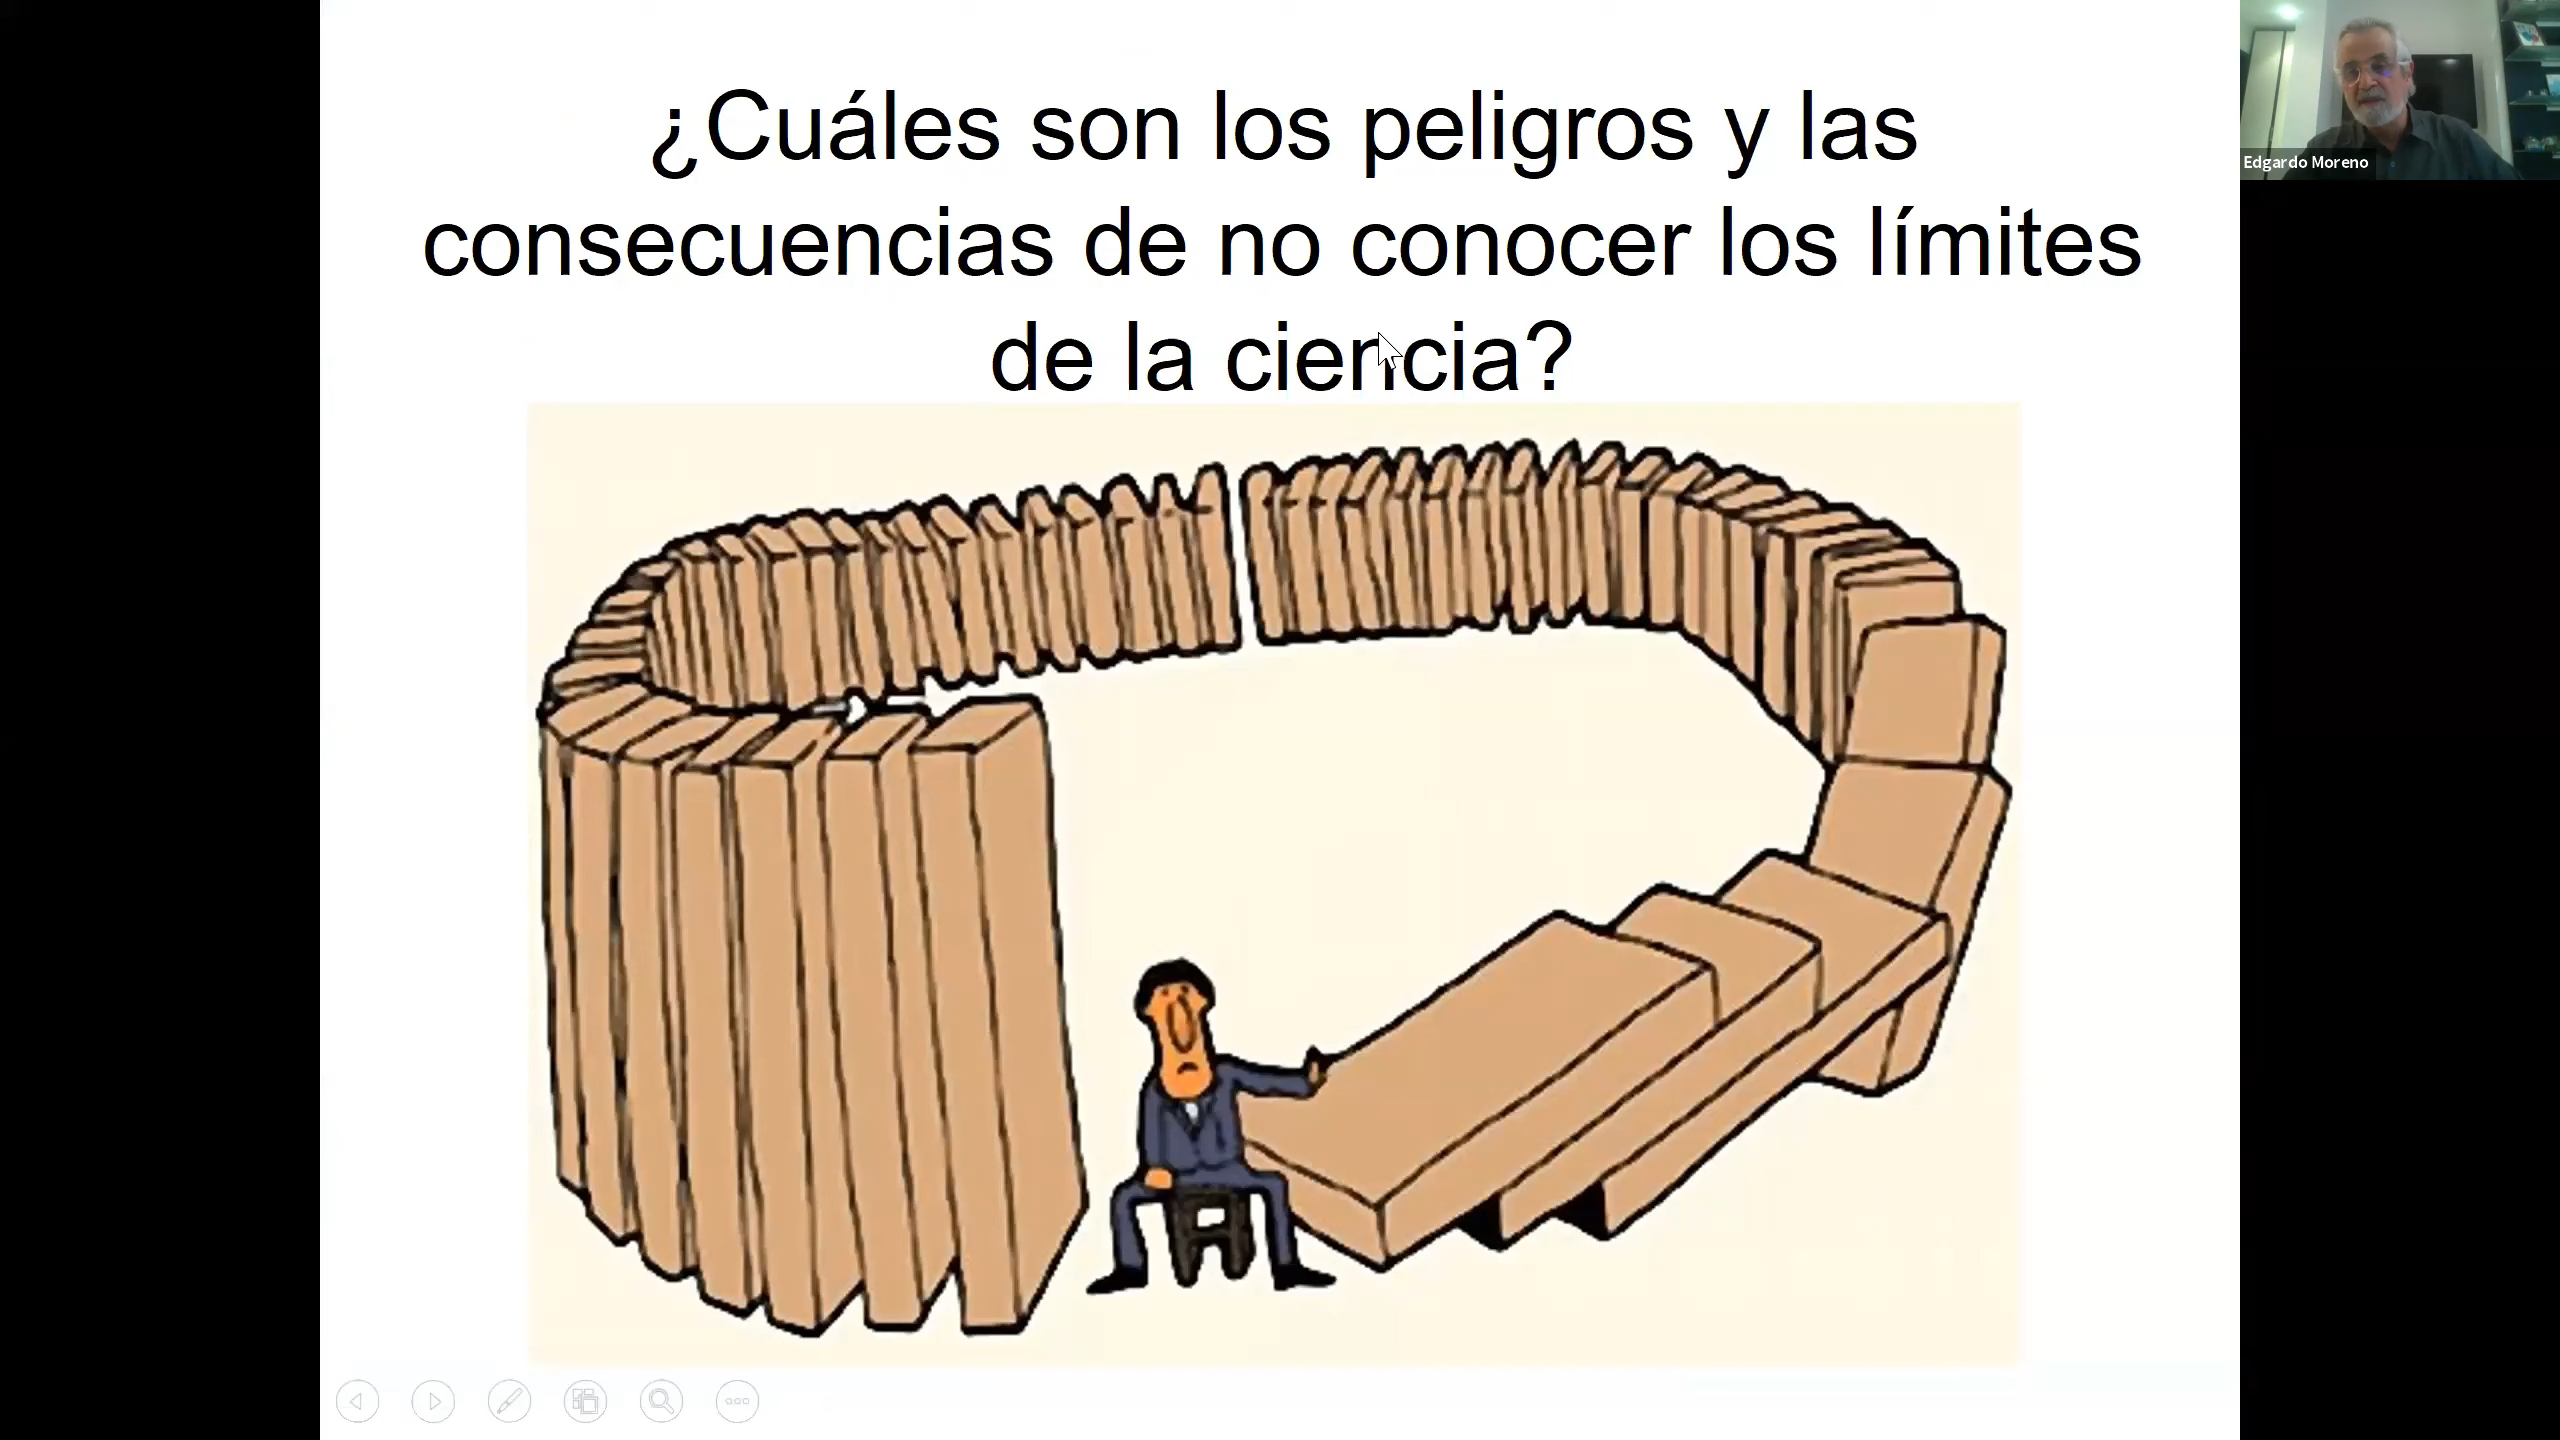 ¿Cuáles son los peligros y las
consecuencias de no conocer los límites
de la ciencia?
Edgardo Moreno